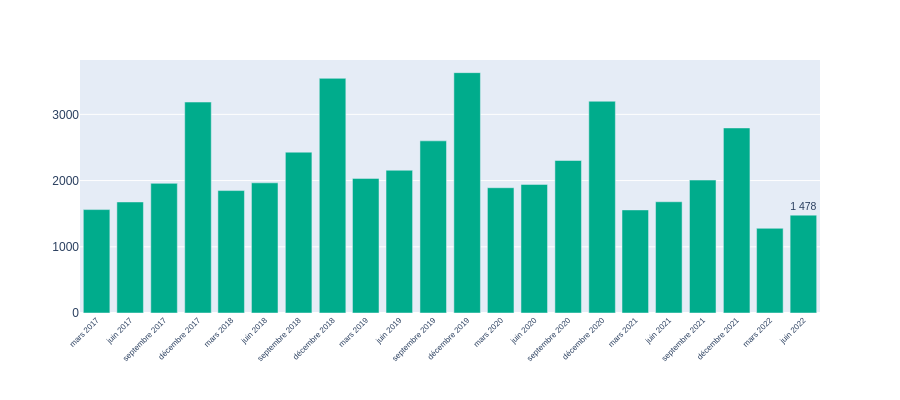 3000
2000
1000
0
1 478
mars 2017
juin 2017
septembre 2017
décembre 2017
mars 2018
juin 2018
septembre 2018
décembre 2018
mars 2019
juin 2019
septembre 2019
décembre 2019
mars 2020
juin 2020
septembre 2020
décembre 2020
mars 2021
juin 2021
septembre 2021
décembre 2021
mars 2022
juin 2022